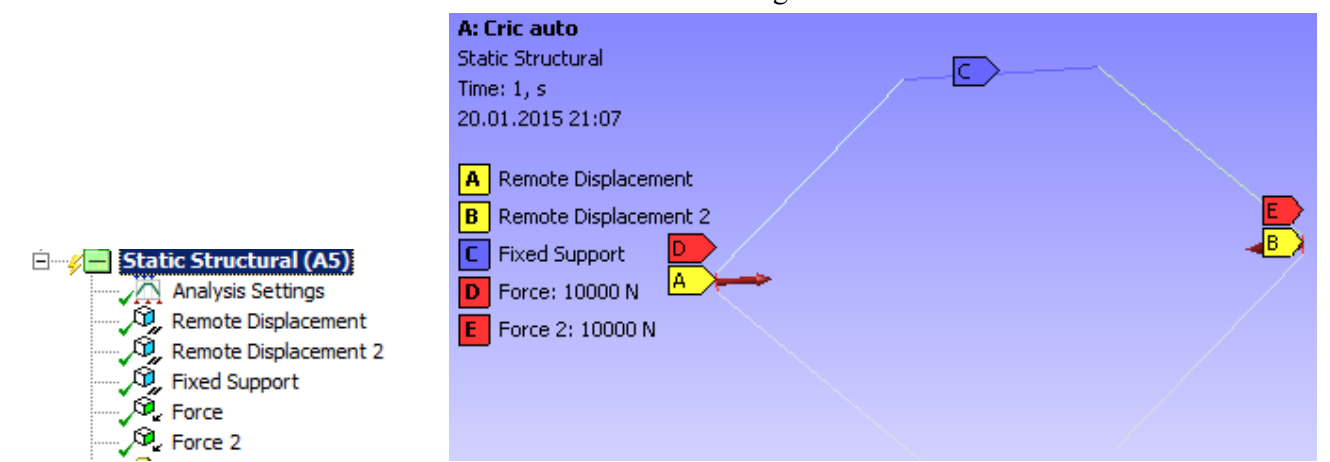 Static Structural (A5)
Analysis Settings
Remote Displacement
Remote Displacement 2
Fixed Support
Force
Force 2
A: Cric auto
Static Structural
Time: 1, s
20.01.2015 21:07
A Remote Displacement
B Remote Displacement 2
C Fixed Support
D Force: 10000 N
E Force 2: 10000 N
C
D
A
E
B